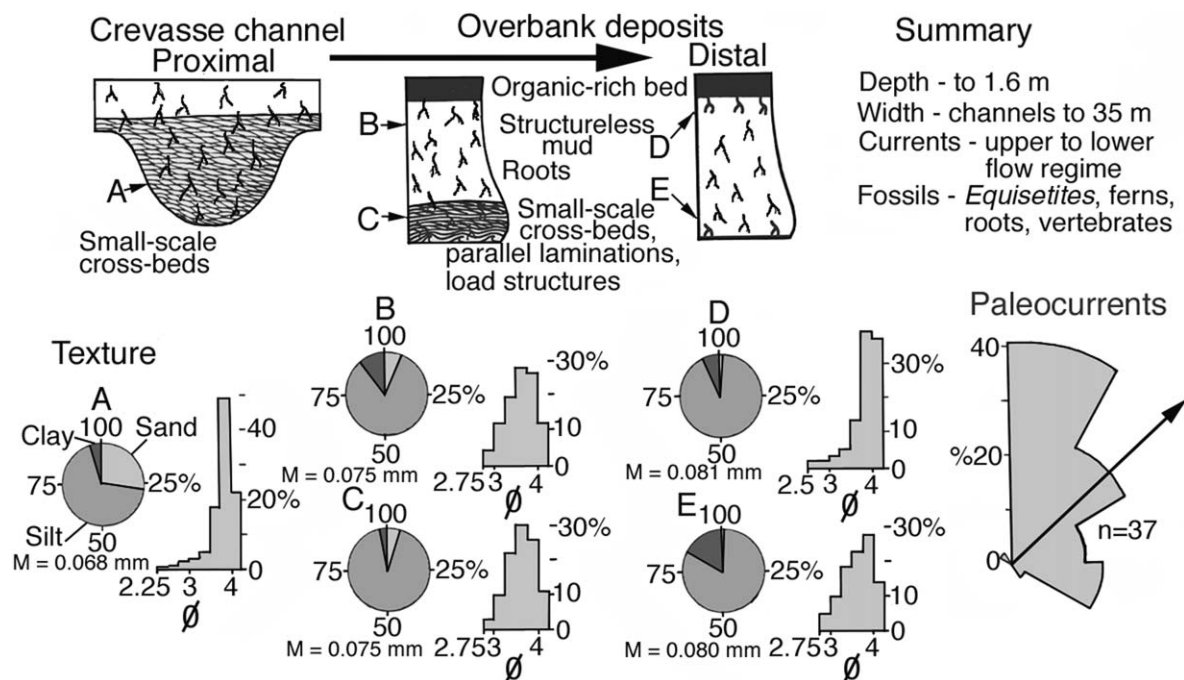 Crevasse channel
Proximal
Overbank deposits
Distal
Summary
Organic-rich bed
Structureless
mud
Roots
Small-scale
cross-beds,
parallel laminations,
load structures
A
B
C
D
E
Small-scale
cross-beds
Depth - to 1.6 m
Width - channels to 35 m
Currents - upper to lower
flow regime
Fossils - Equisetites, ferns,
roots, vertebrates
Texture
A
100
Clay
Sand
75
25%
Silt
50
M = 0.068 mm
40
20%
0
2.25 3 4
ø
B
100
75
25%
50
M = 0.075 mm
-30%
10
0
2.753 4
ø
C
100
75
25%
50
M = 0.075 mm
-30%
10
0
2.753 4
ø
D
100
75
25%
50
M = 0.081 mm
30%
10
0
2.5 3 4
ø
E
100
75
25%
50
M = 0.080 mm
-30%
10
0
2.753 4
ø
Paleocurrents
40
%20
0
n=37